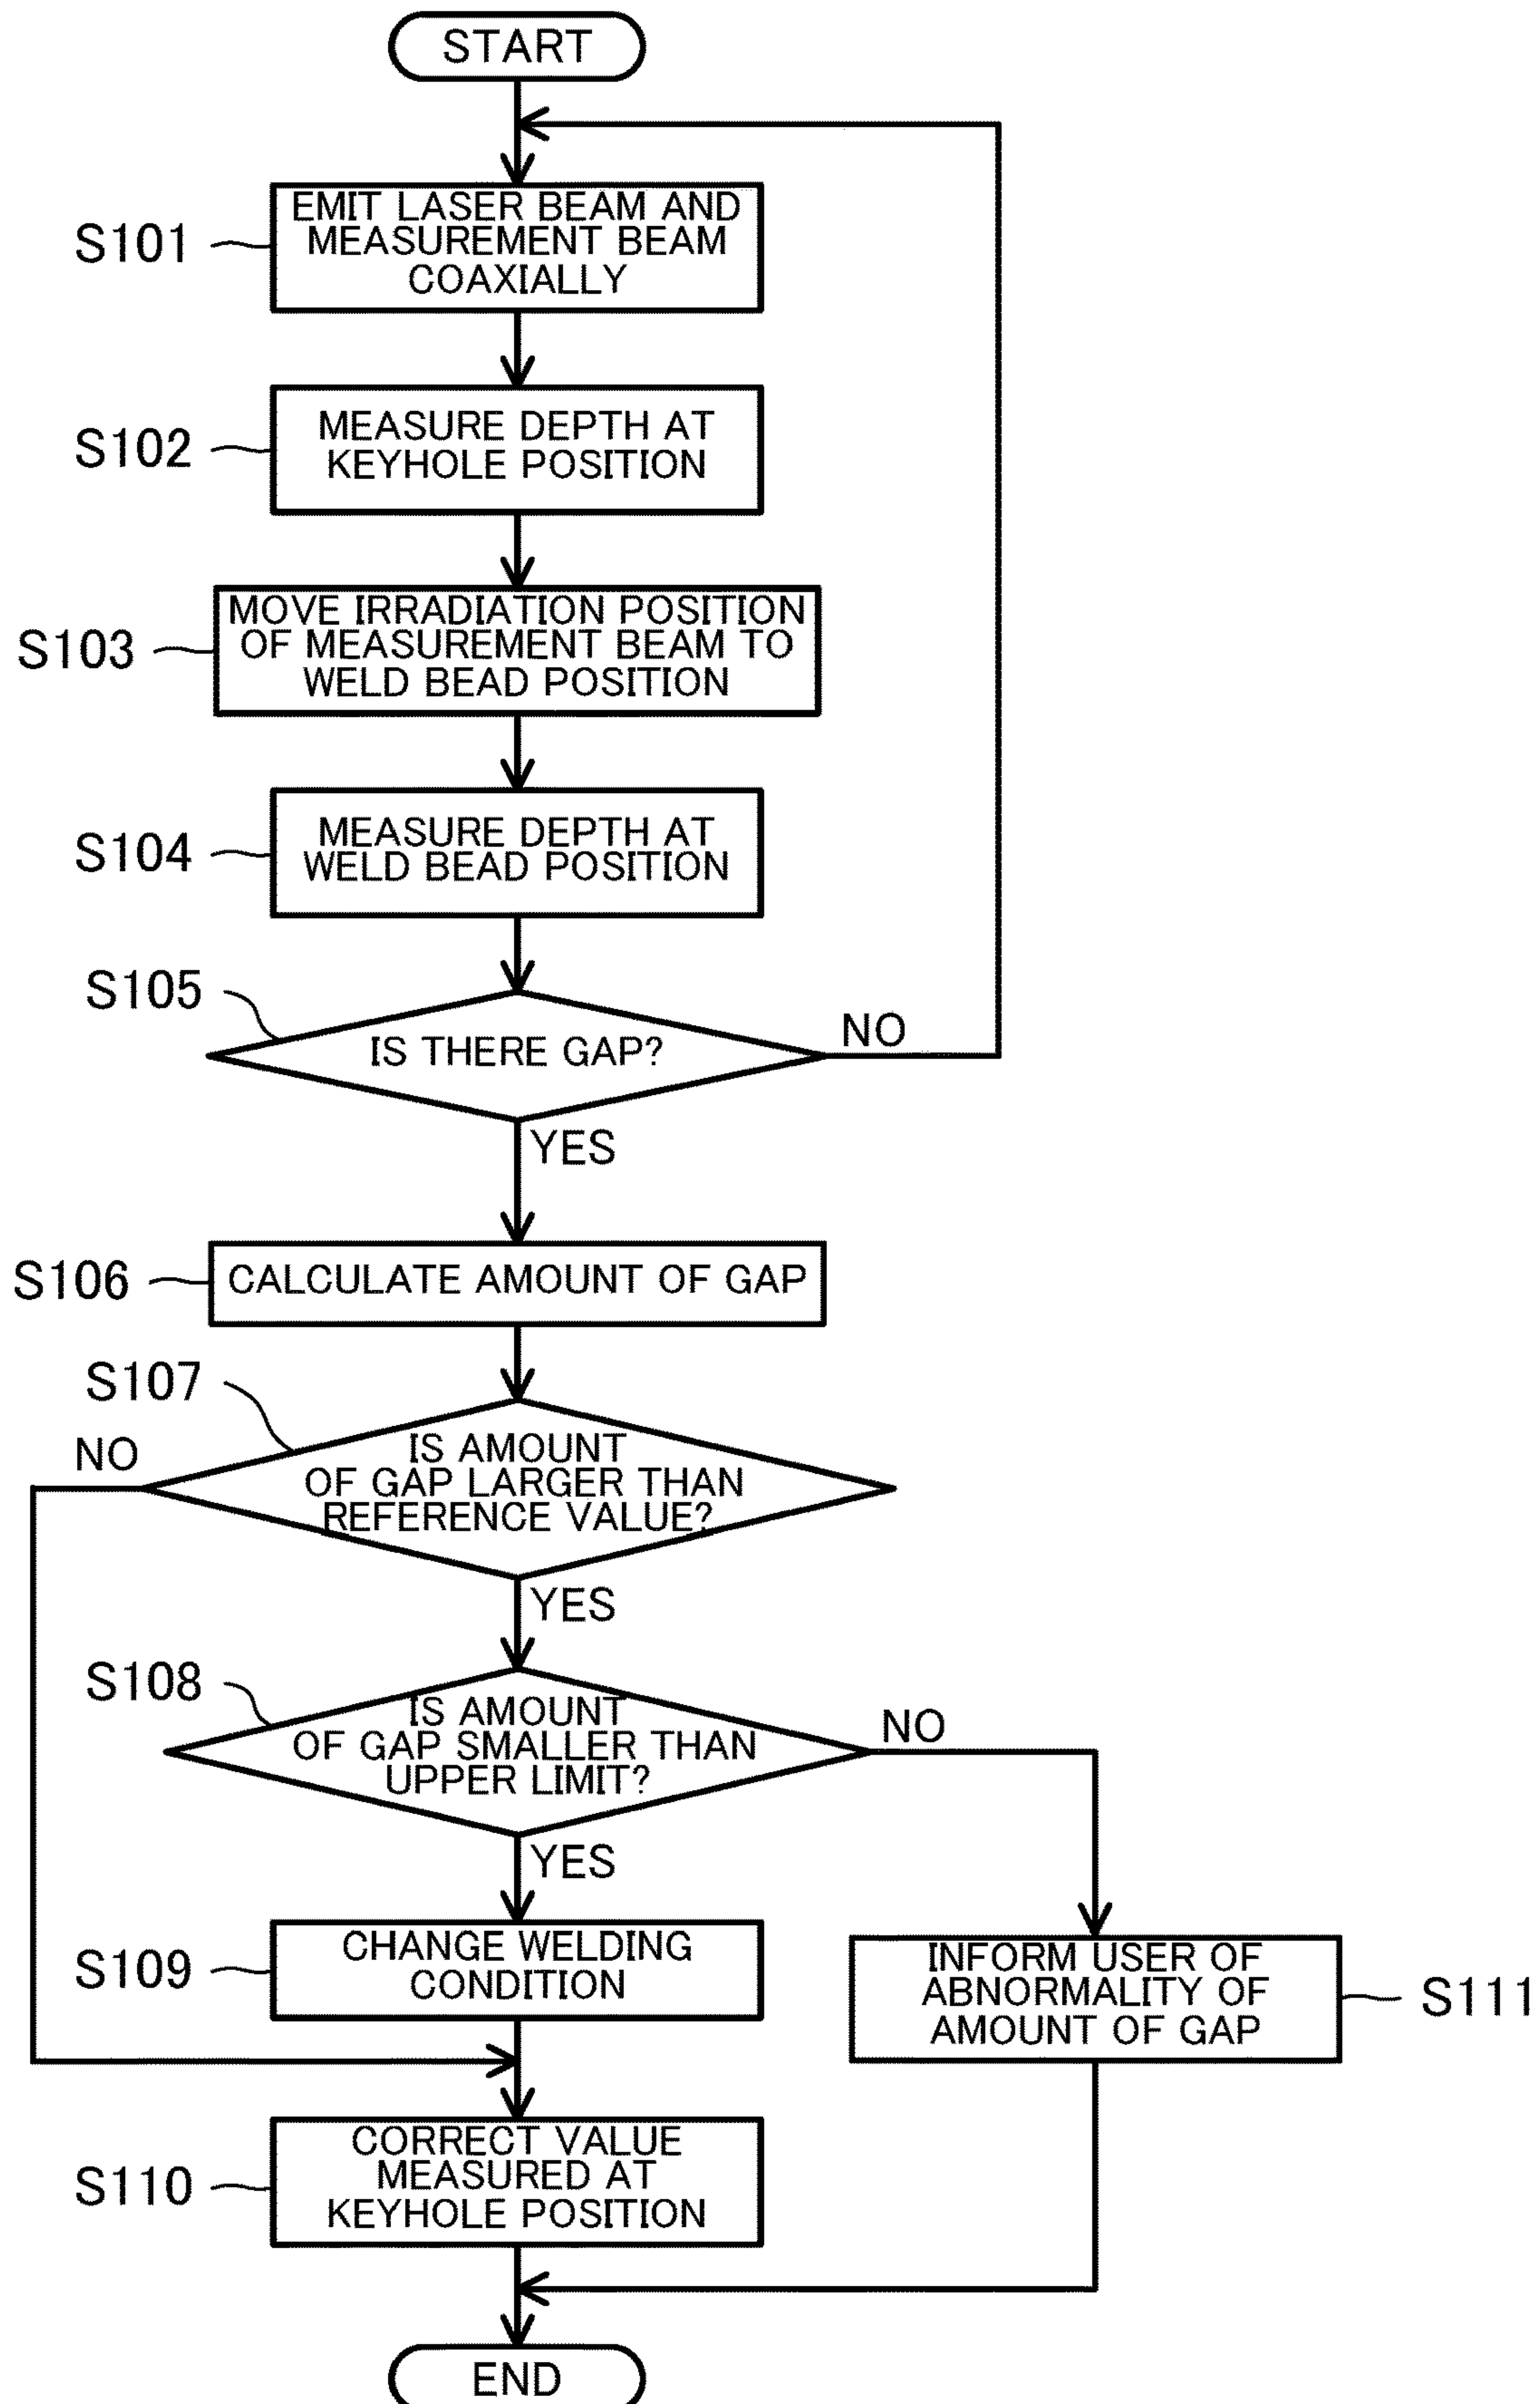 START
S101
EMIT LASER BEAM AND
MEASUREMENT BEAM
COAXIALLY
S102
MEASURE DEPTH AT
KEYHOLE POSITION
S103
MOVE IRRADIATION POSITION
OF MEASUREMENT BEAM TO
WELD BEAD POSITION
S104
MEASURE DEPTH AT
WELD BEAD POSITION
S105
IS THERE GAP?
NO
YES
S106
CALCULATE AMOUNT OF GAP
S107
NO
IS AMOUNT
OF GAP LARGER THAN
REFERENCE VALUE?
YES
S108
IS AMOUNT
OF GAP SMALLER THAN
UPPER LIMIT?
NO
YES
S109
CHANGE WELDING
CONDITION
INFORM USER OF
ABNORMALITY OF
AMOUNT OF GAP
S111
S110
CORRECT VALUE
MEASURED AT
KEYHOLE POSITION
END